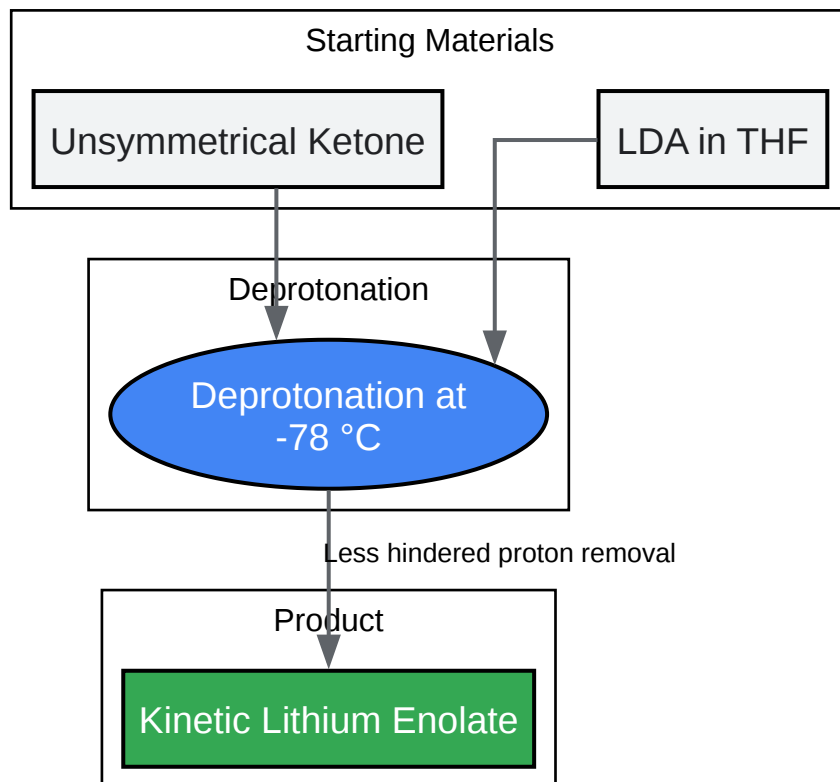 Starting Materials
Unsymmetrical Ketone
LDA in THF
Deprotonation
Deprotonation at
-78 °C
Less hindered proton removal
Product
Kinetic Lithium Enolate